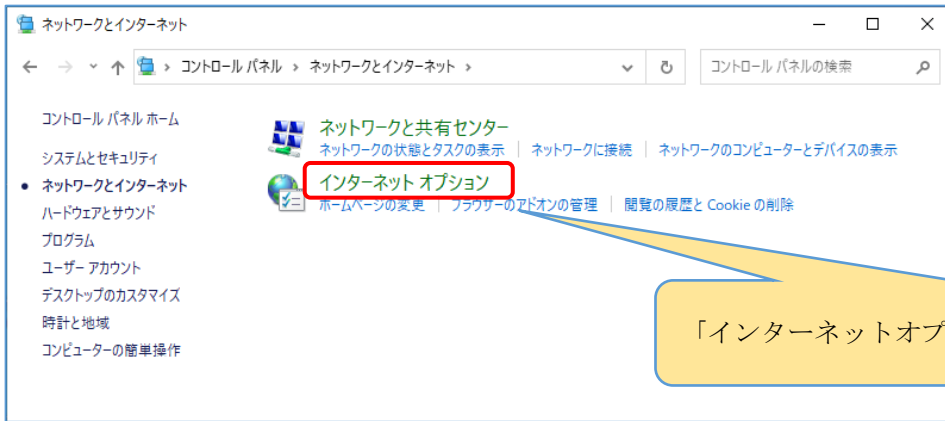 ネットワークとインターネット
コントロール パネル › ネットワークとインターネット ›
コントロール パネルの検索
コントロール パネル ホーム
システムとセキュリティ
ネットワークとインターネット
ハードウェアとサウンド
プログラム
ユーザー アカウント
デスクトップのカスタマイズ
時計と地域
コンピューターの簡単操作
ネットワークと共有センター
ネットワークの状態とタスクの表示 | ネットワークに接続 | ネットワークのコンピューターとデバイスの表示
インターネット オプション
ホームページの変更 | ブラウザーのアドオンの管理 | 閲覧の履歴と Cookie の削除
「インターネットオプ